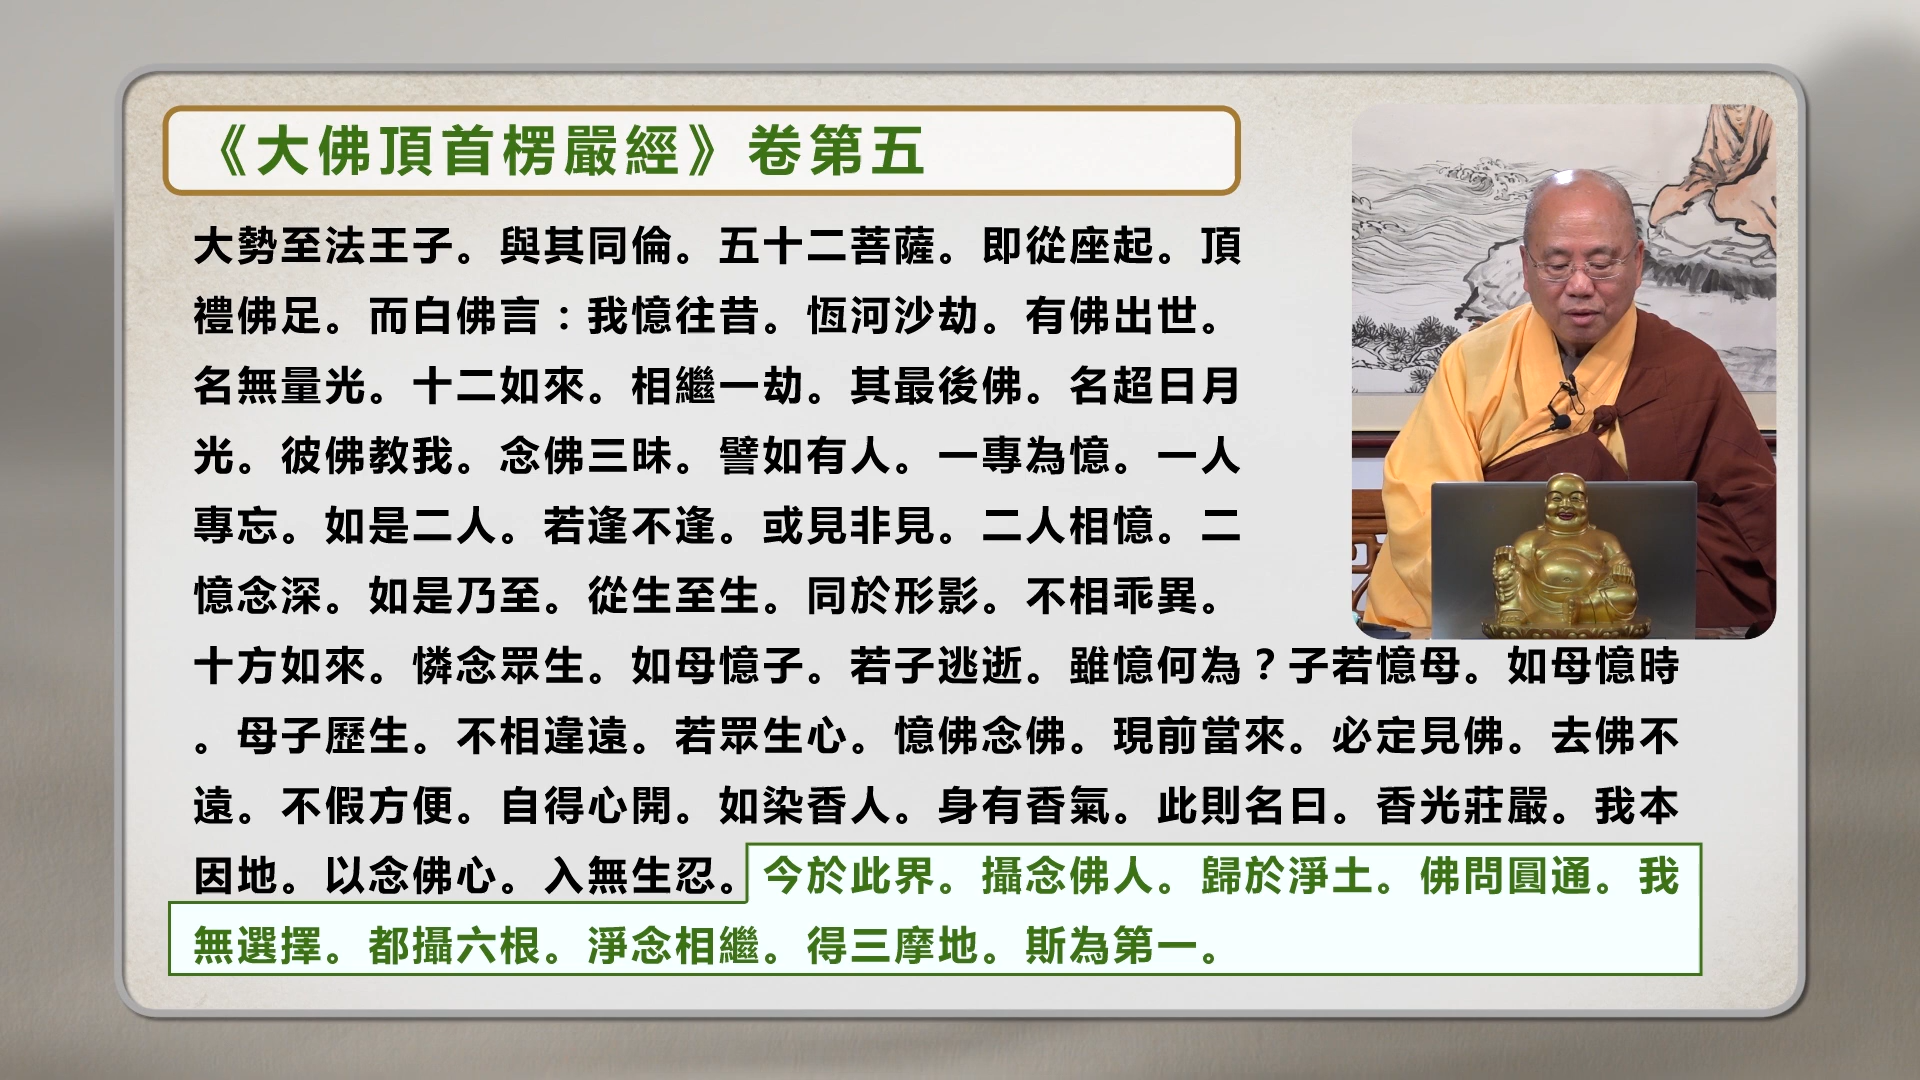 《大佛頂首楞嚴經》卷第五
大勢至法王子。與其同倫。五十二菩薩。即從座起。頂
禮佛足。而白佛言：我憶往昔。恆河沙劫。有佛出世。
名無量光。十二如來。相繼一劫。其最後佛。名超日月
光。彼佛教我。念佛三昧。譬如有人。一專為憶。一人
專忘。如是二人。若逢不逢。或見非見。二人相憶。二
憶念深。如是乃至。從生至生。同於形影。不相乖異。
十方如來。憐念眾生。如母憶子。若子逃逝。雖憶何為？子若憶母。如母憶時
。母子歷生。不相違遠。若眾生心。憶佛念佛。現前當來。必定見佛。去佛不
遠。不假方便。自得心開。如染香人。身有香氣。此則名曰。香光莊嚴。我本
因地。以念佛心。入無生忍。今於此界。攝念佛人。歸於淨土。佛問圓通。我
無選擇。都攝六根。淨念相繼。得三摩地。斯為第一。